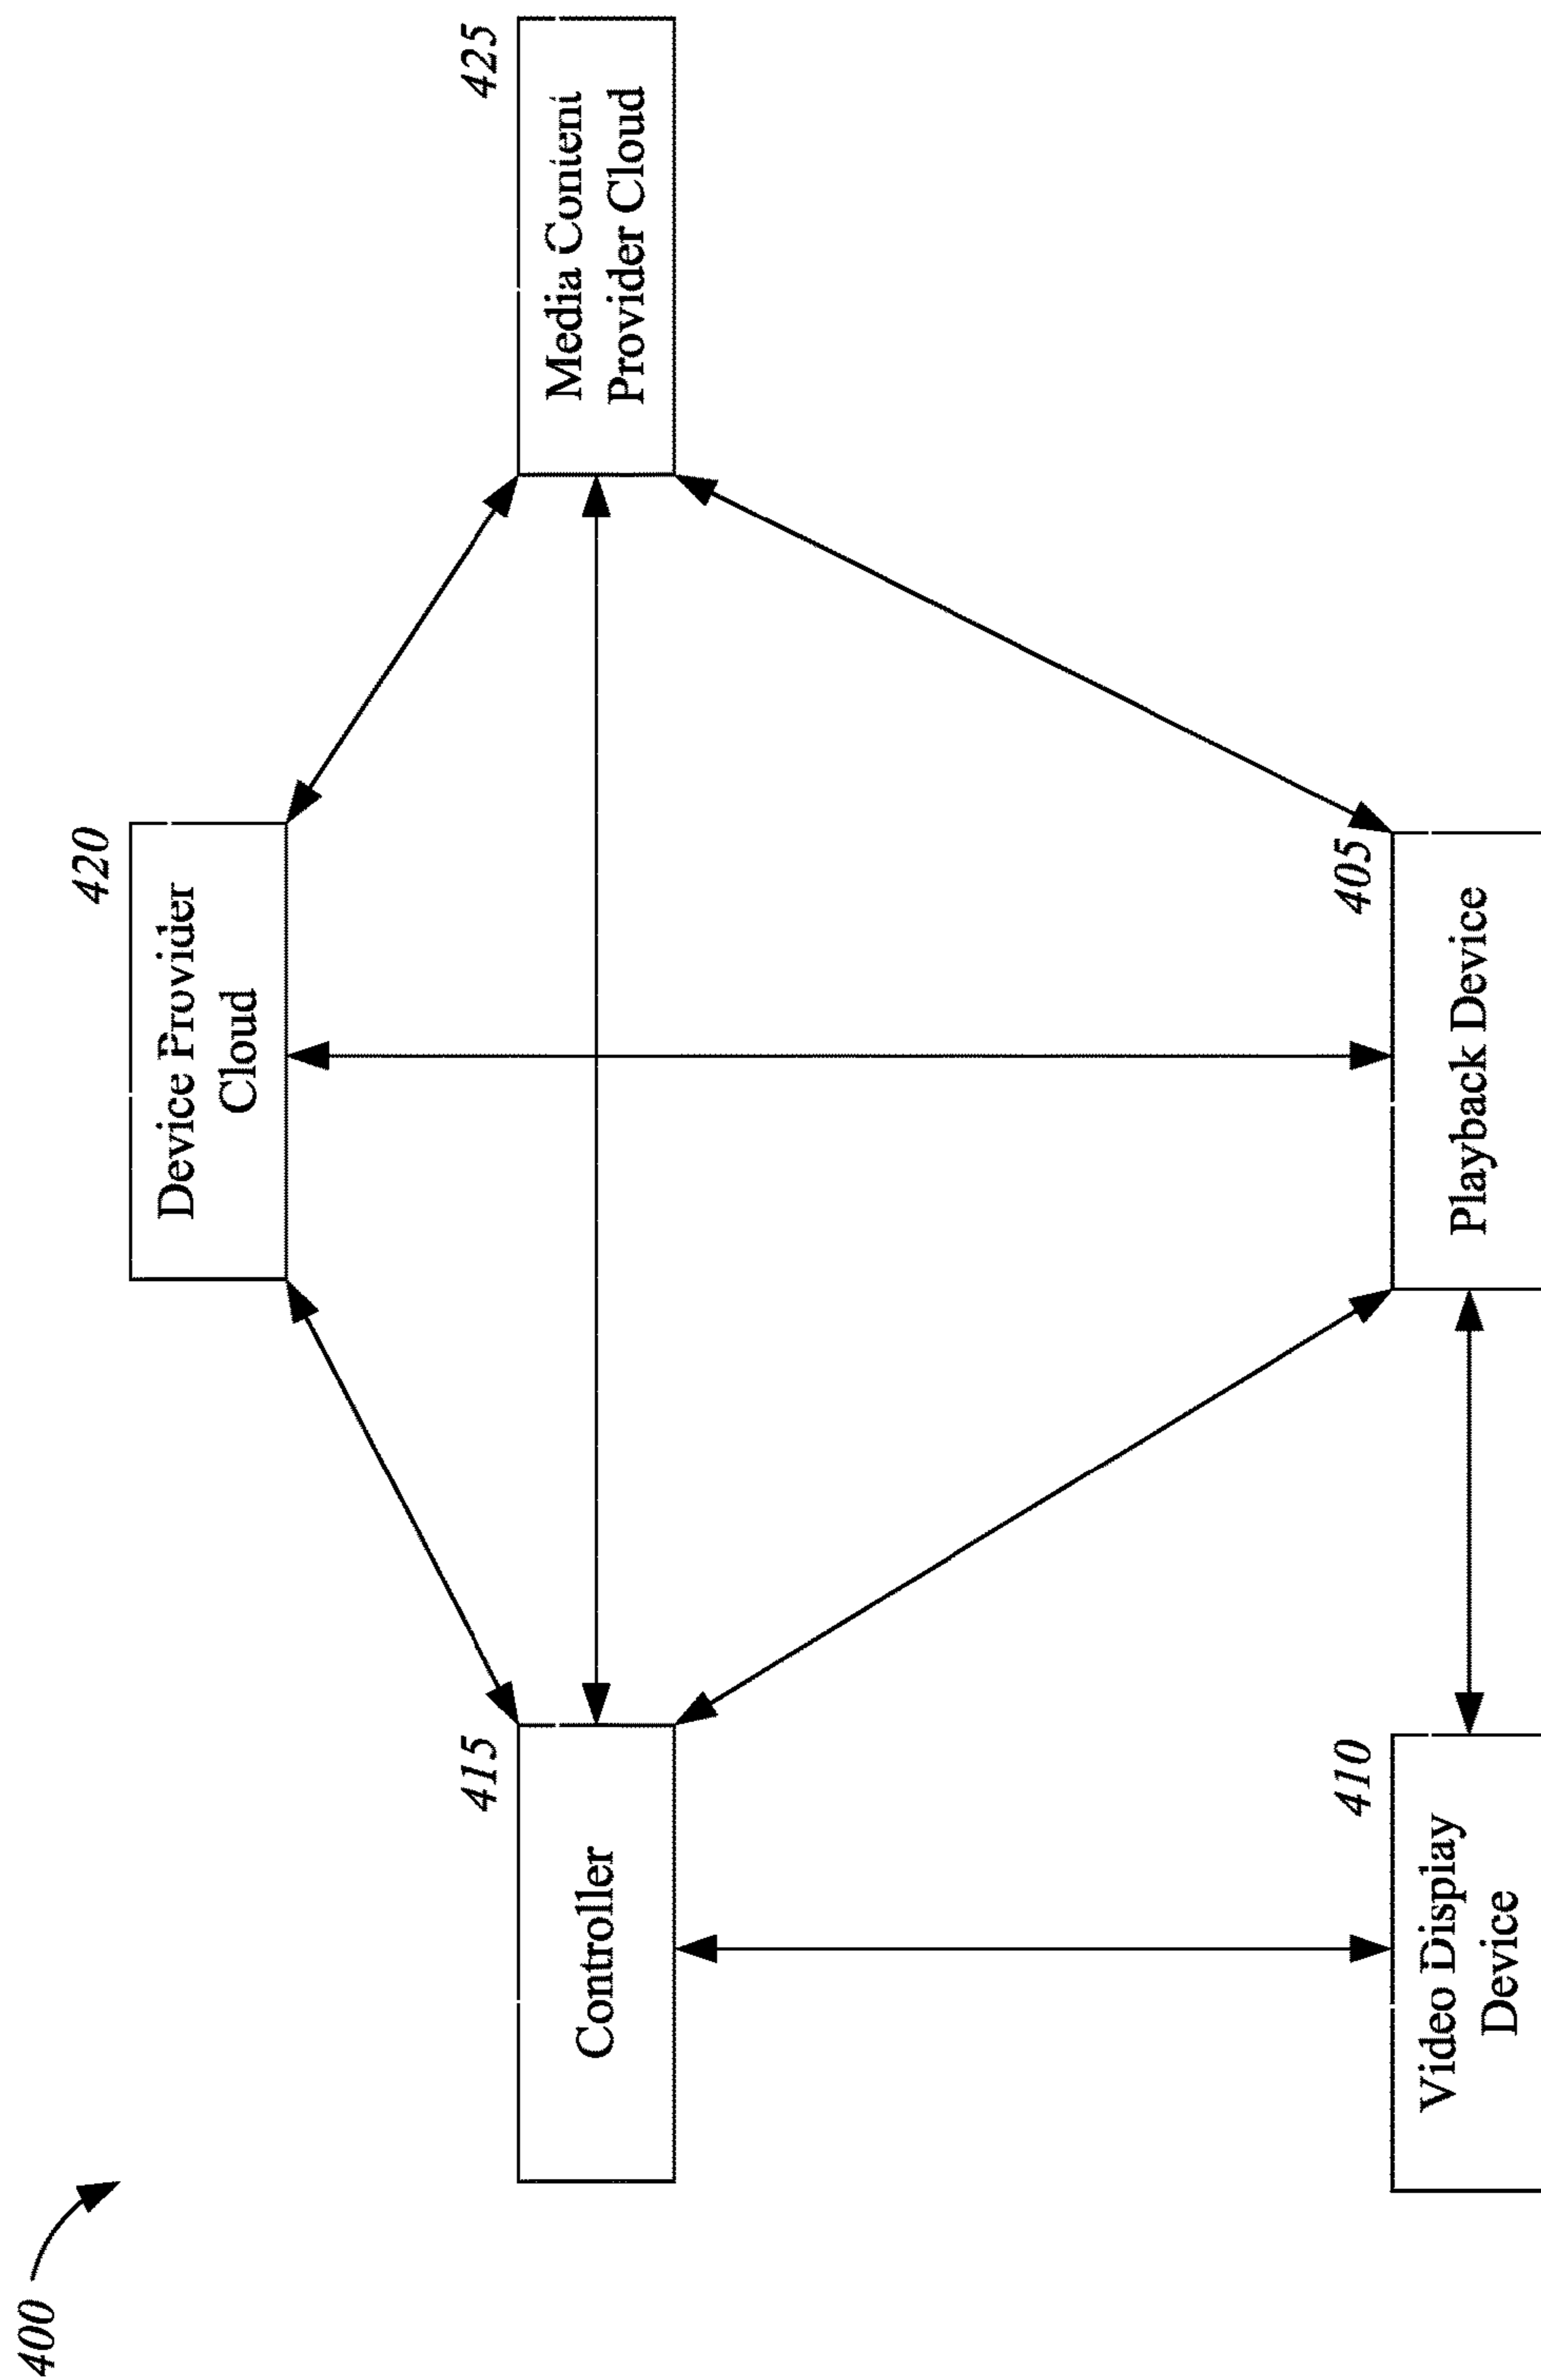 400
420
Device Provider
Cloud
415
Controller
425
Media Content
Provider Cloud
410
Video Display
Device
405
Playback Device